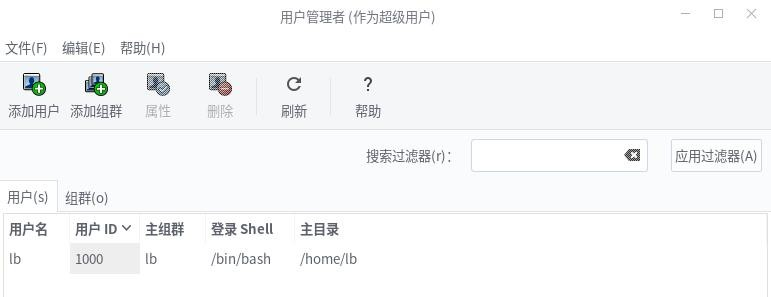 用户管理者 (作为超级用户)
文件(F) 编辑(E) 帮助(H)
添加用户 添加组群 属性 删除 刷新 ? 帮助
搜索过滤器(r): 应用过滤器(A)
用户(s) 组群(o)
用户名 用户 ID 主组群 登录 Shell 主目录
lb 1000 lb /bin/bash /home/lb